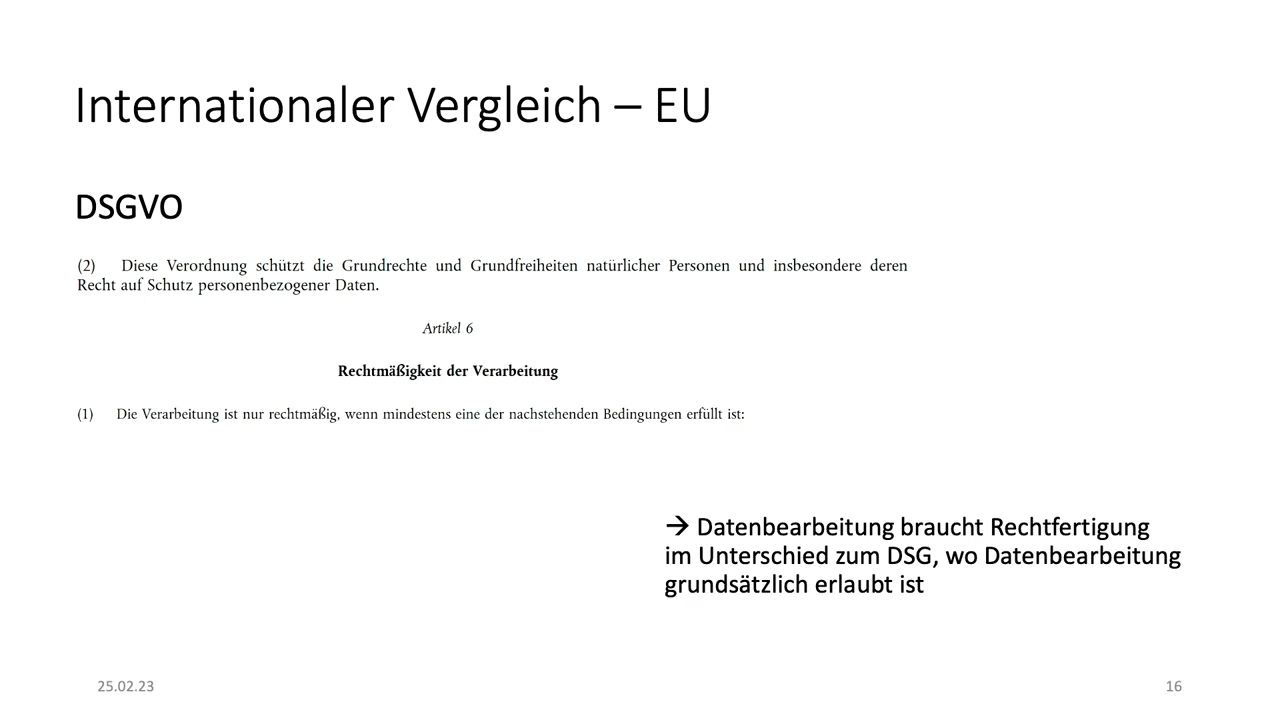 Internationaler Vergleich – EU
DSGVO
(2) Diese Verordnung schützt die Grundrechte und Grundfreiheiten natürlicher Personen und insbesondere deren
Recht auf Schutz personenbezogener Daten.
Artikel 6
Rechtmäßigkeit der Verarbeitung
(1) Die Verarbeitung ist nur rechtmäßig, wenn mindestens eine der nachstehenden Bedingungen erfüllt ist:
→ Datenbearbeitung braucht Rechtfertigung
im Unterschied zum DSG, wo Datenbearbeitung
grundsätzlich erlaubt ist
25.02.23
16